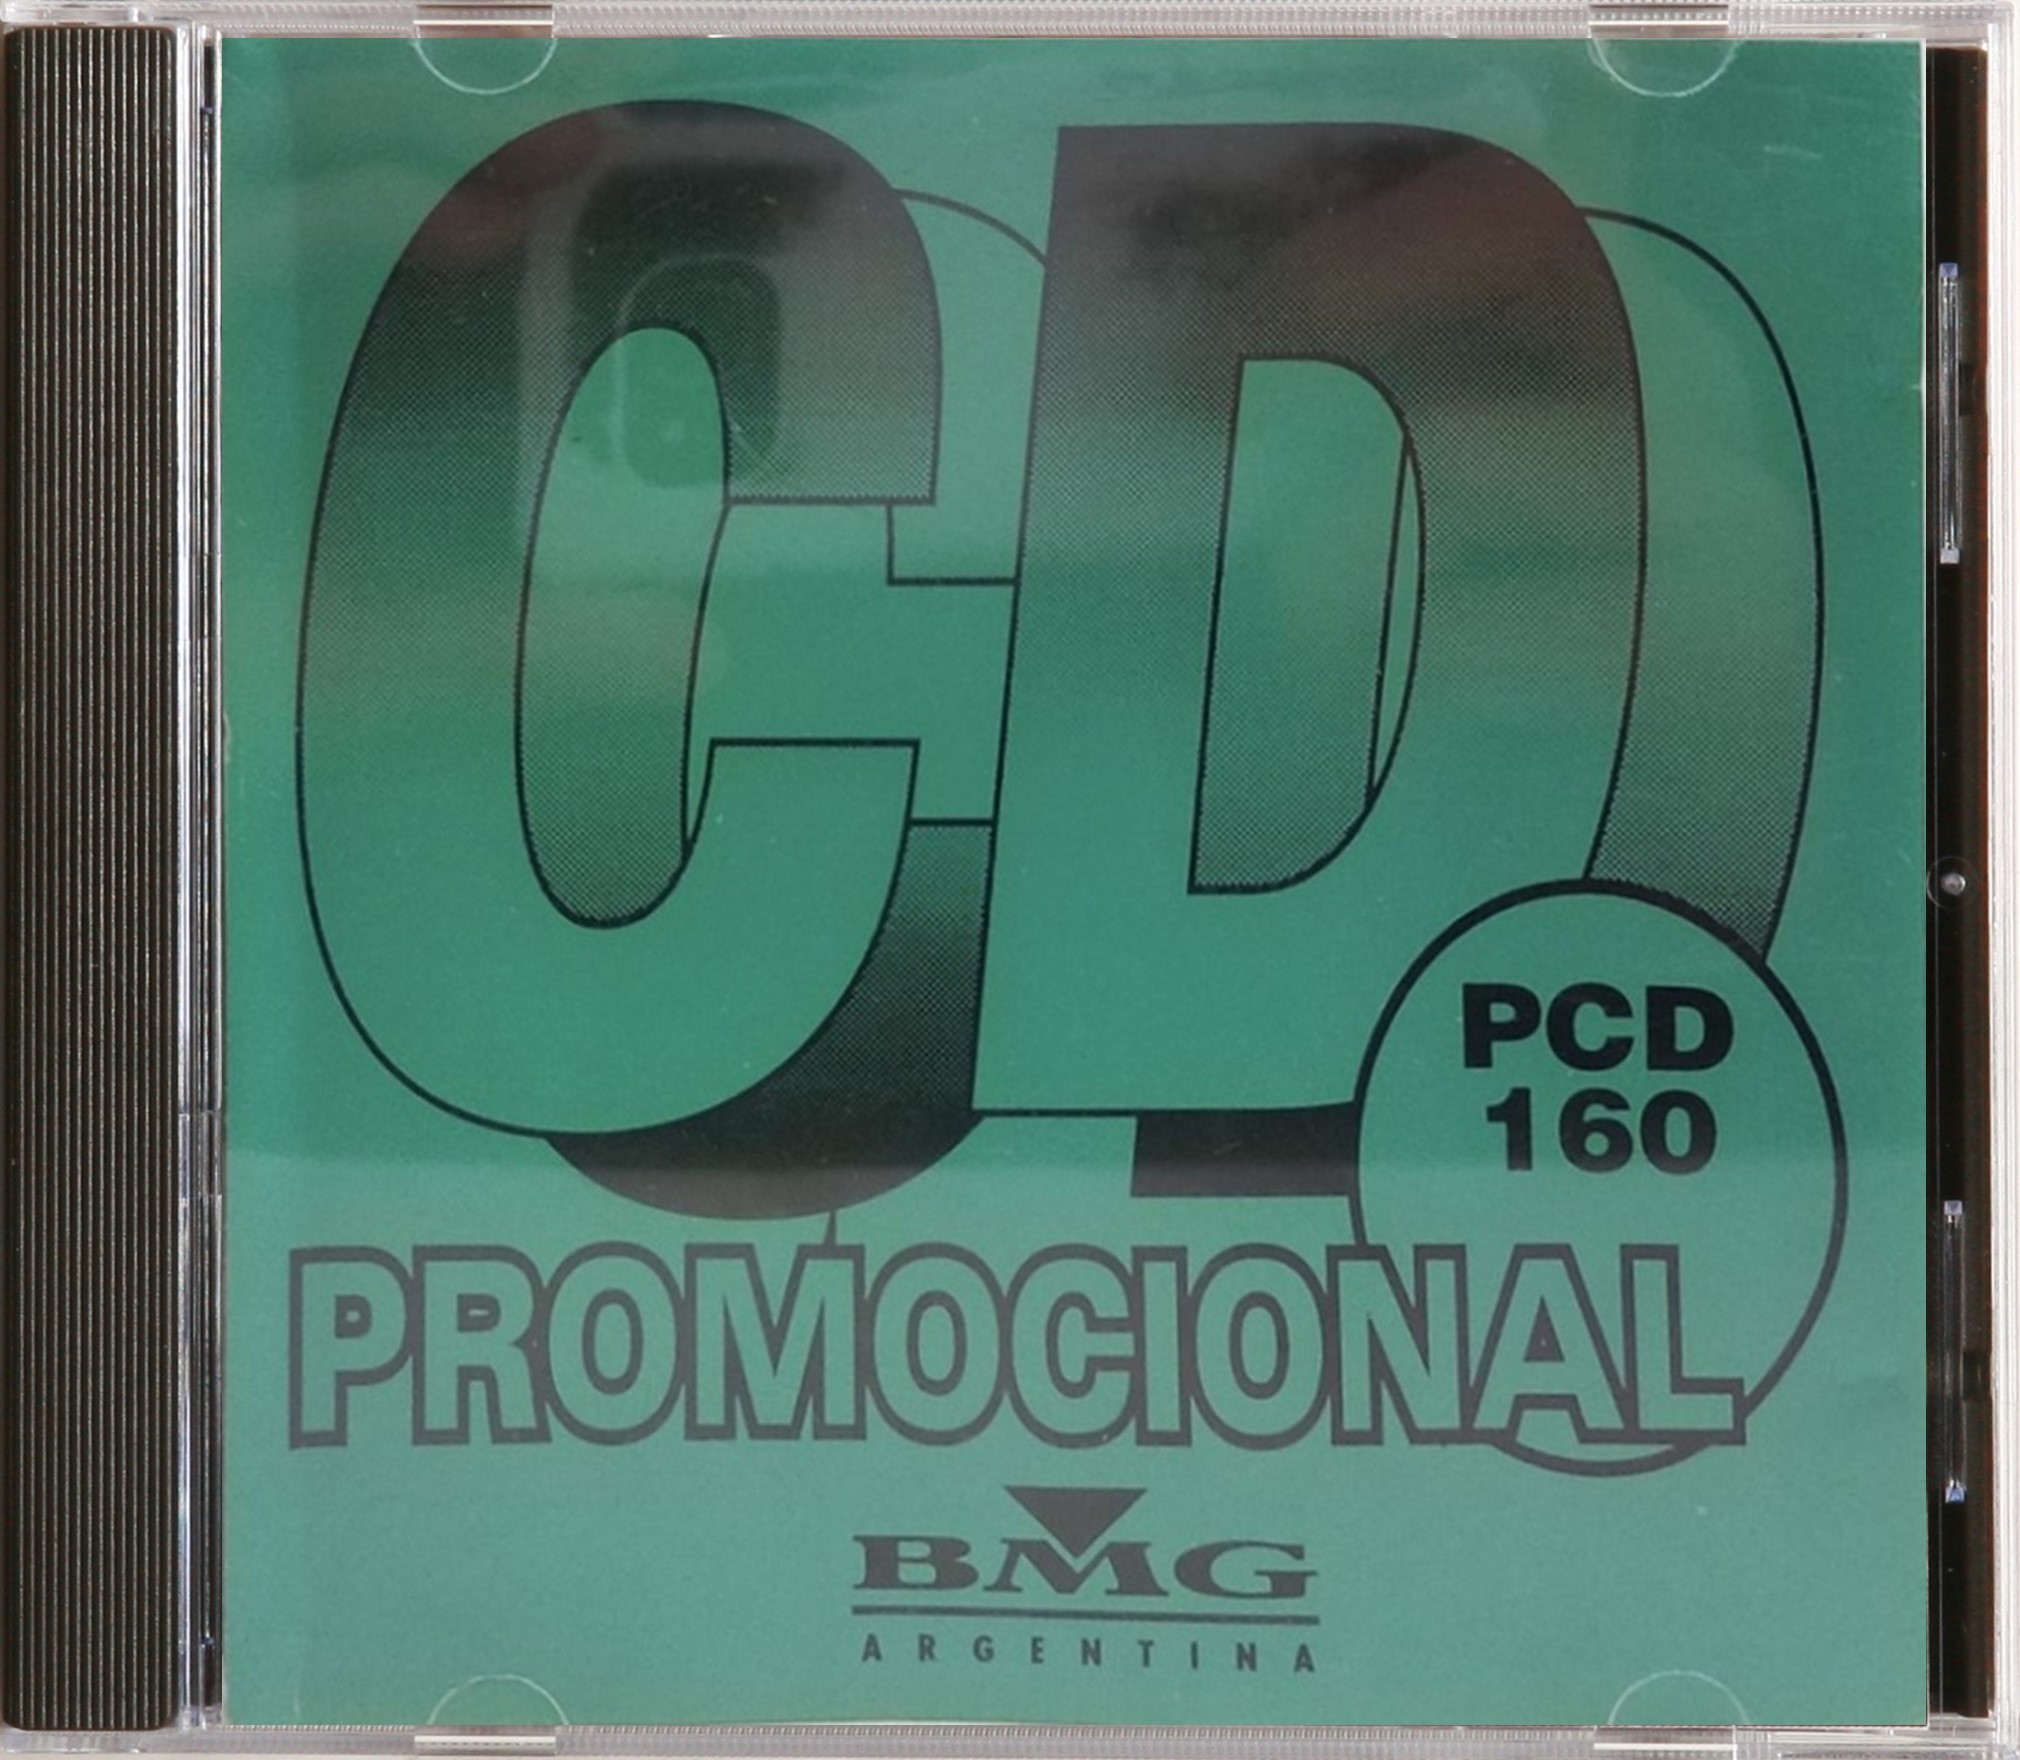 CD
PCD
160
PROMOCIONAL
BMG
ARGENTINA